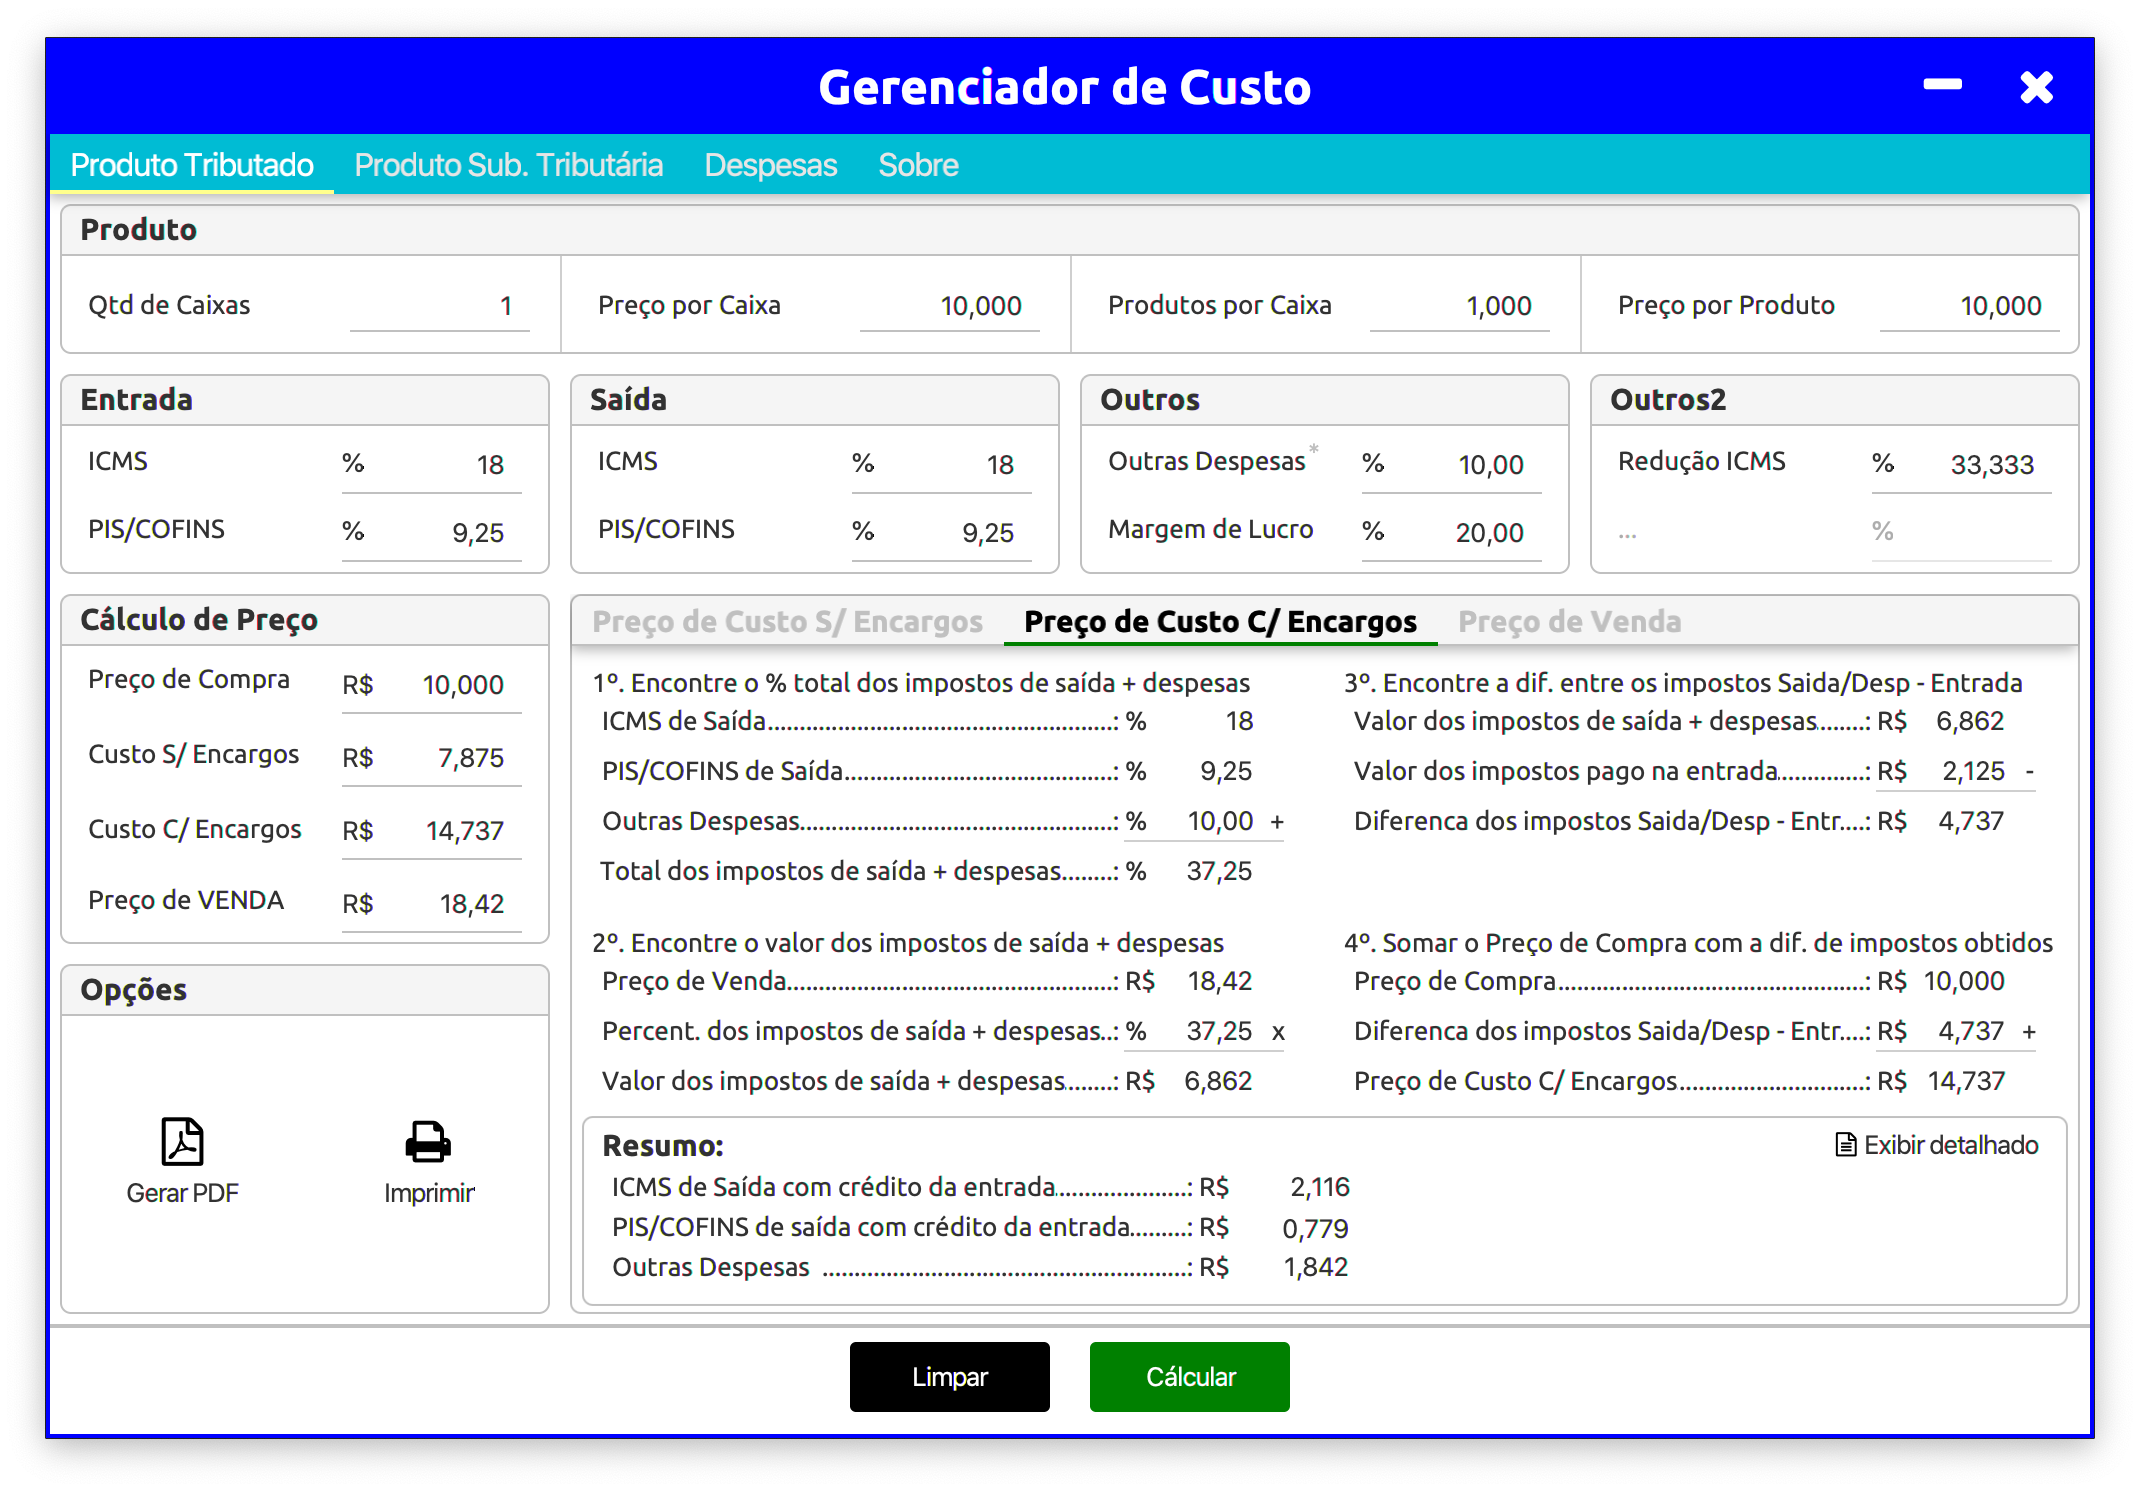 Gerenciador de Custo
Produto Tributado Produto Sub. Tributária Despesas Sobre
Produto
Qtd de Caixas 1 Preço por Caixa 10,000 Produtos por Caixa 1,000 Preço por Produto 10,000
Entrada Saída Outros Outros2
ICMS % 18 ICMS % 18 Outras Despesas* % 10,00 Redução ICMS % 33,333
PIS/COFINS % 9,25 PIS/COFINS % 9,25 Margem de Lucro % 20,00 ... %
Cálculo de Preço
Preço de Compra R$ 10,000
Custo S/ Encargos R$ 7,875
Custo C/ Encargos R$ 14,737
Preço de VENDA R$ 18,42
Opções
Gerar PDF Imprimir
Preço de Custo S/ Encargos Preço de Custo C/ Encargos Preço de Venda
1º. Encontre o % total dos impostos de saída + despesas
ICMS de Saída......................................................: % 18
PIS/COFINS de Saída..........................................: % 9,25
Outras Despesas.................................................: % 10,00 +
Total dos impostos de saída + despesas........: % 37,25
2º. Encontre o valor dos impostos de saída + despesas
Preço de Venda...................................................: R$ 18,42
Percent. dos impostos de saída + despesas..: % 37,25 x
Valor dos impostos de saída + despesas.......: R$ 6,862
3º. Encontre a dif. entre os impostos Saida/Desp - Entrada
Valor dos impostos de saída + despesas.......: R$ 6,862
Valor dos impostos pago na entrada.............: R$ 2,125 -
Diferenca dos impostos Saida/Desp - Entr....: R$ 4,737
4º. Somar o Preço de Compra com a dif. de impostos obtidos
Preço de Compra................................................: R$ 10,000
Diferenca dos impostos Saida/Desp - Entr....: R$ 4,737 +
Preço de Custo C/ Encargos.............................: R$ 14,737
Resumo: Exibir detalhado
ICMS de Saída com crédito da entrada....................: R$ 2,116
PIS/COFINS de saída com crédito da entrada.........: R$ 0,779
Outras Despesas .........................................................: R$ 1,842
Limpar Cálcular